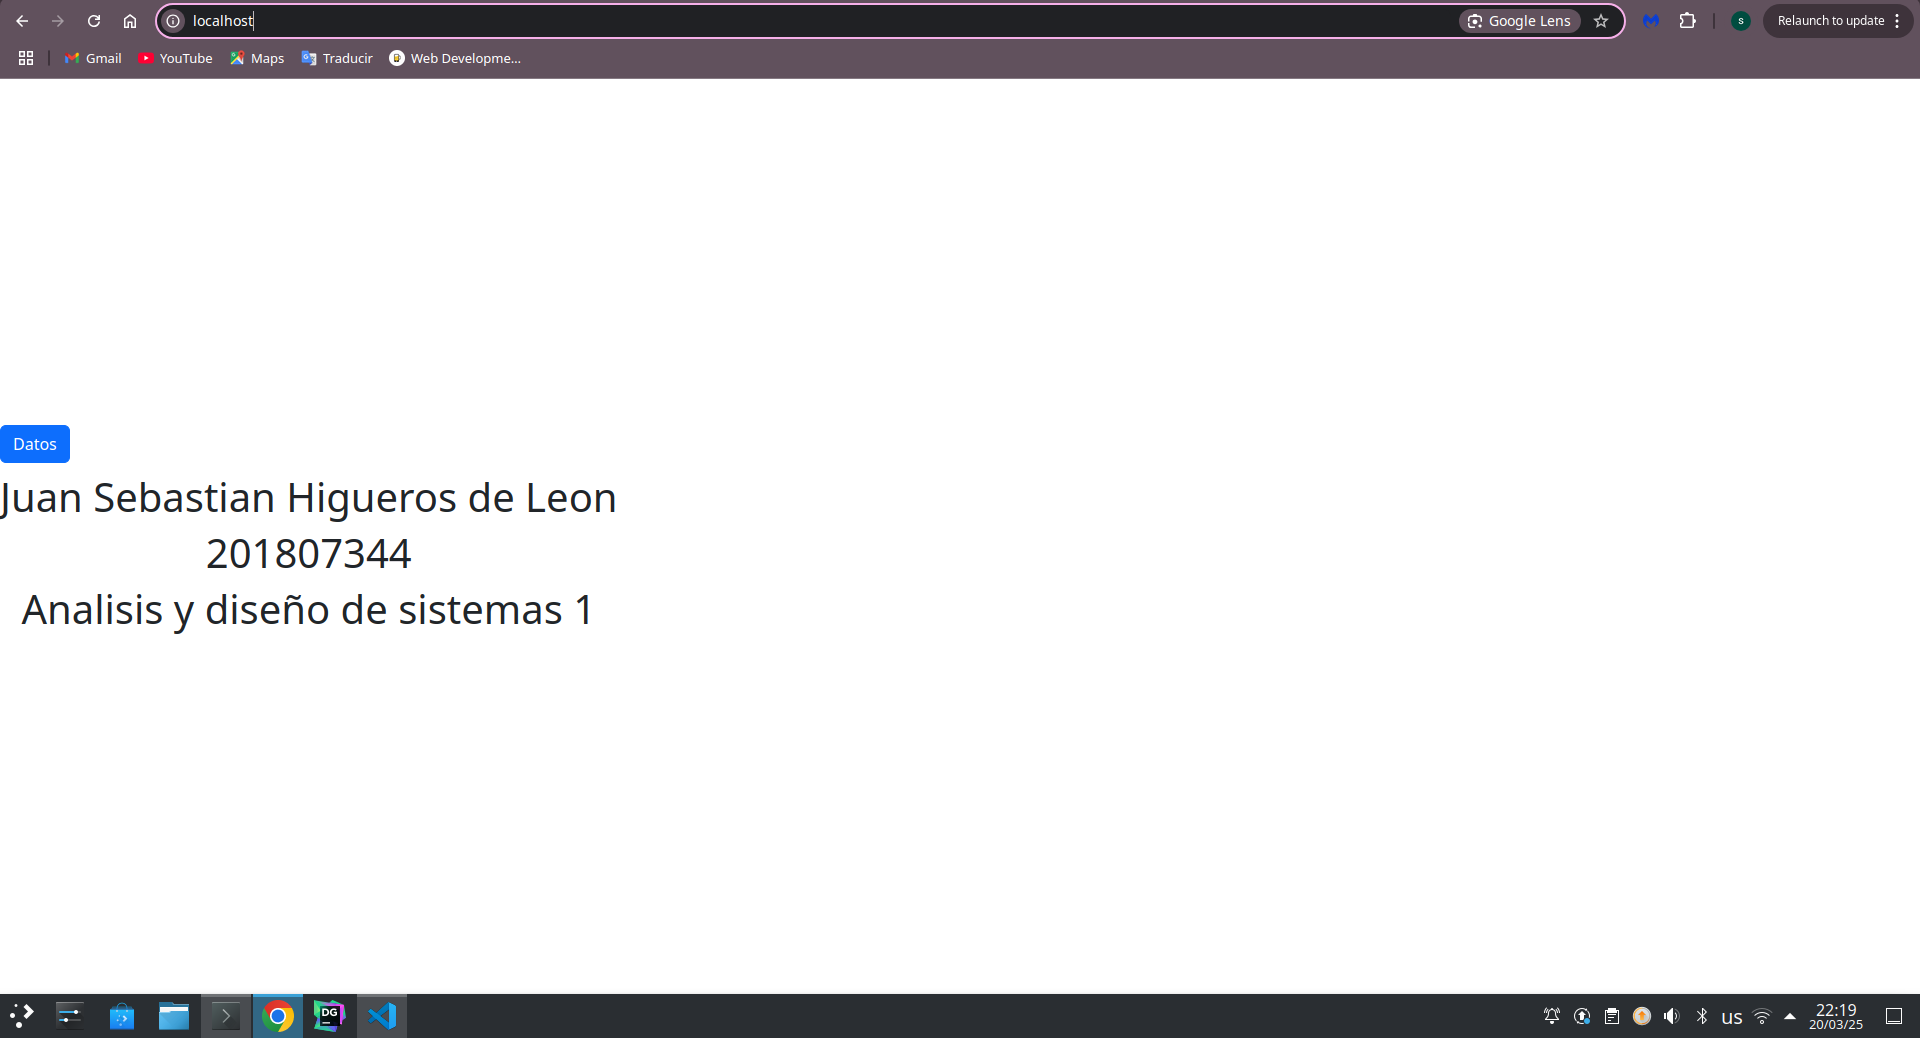 localhost
Google Lens
S
Relaunch to update
Gmail
YouTube
Maps
Traducir
Web Developme...
Datos
Juan Sebastian Higueros de Leon
201807344
Analisis y diseño de sistemas 1
DG
us
22:19
20/03/25